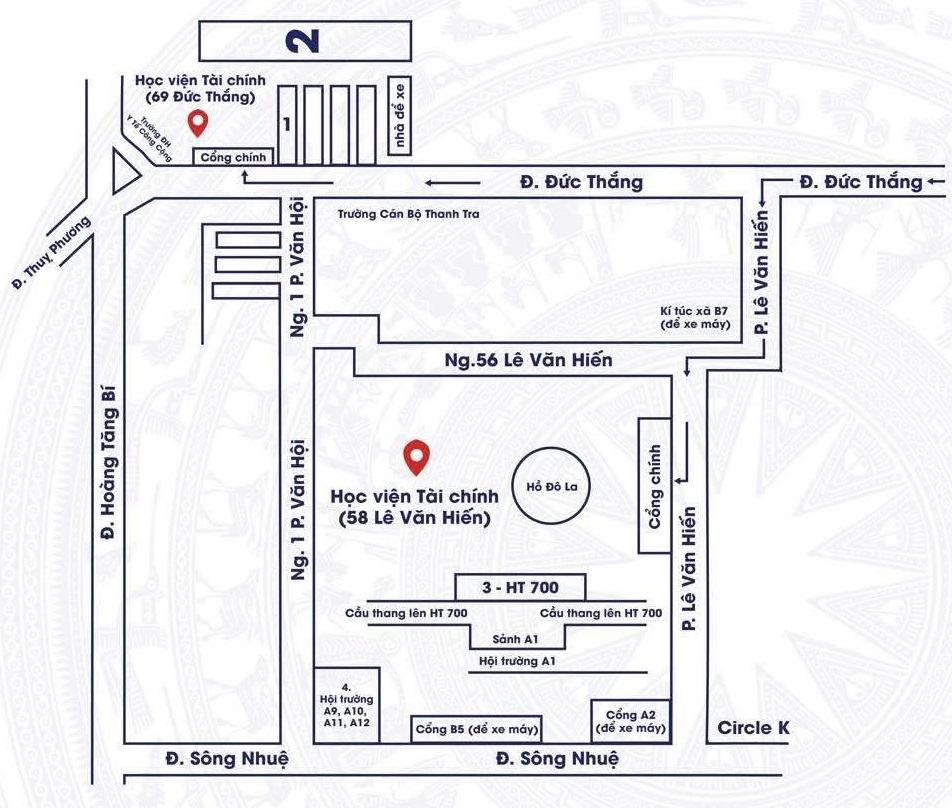 2
Học viện Tài chính
(69 Đức Thắng)
Trường ĐH
Y Tế Công Cộng
Cổng chính
1
nhà để xe
Đ. Đức Thắng
Đ. Đức Thắng
Đ. Thuỵ Phương
Trường Cán Bộ Thanh Tra
Ng. 1 P. Văn Hội
P. Lê Văn Hiến
Kí túc xã B7
(để xe máy)
Ng.56 Lê Văn Hiến
Đ. Hoàng Tăng Bí
Ng. 1 P. Văn Hội
Học viện Tài chính
(58 Lê Văn Hiến)
Hồ Đô La
Cổng chính
P. Lê Văn Hiến
3 - HT 700
Cầu thang lên HT 700
Cầu thang lên HT 700
Sảnh A1
Hội trường A1
4.
Hội trường
A9, A10,
A11, A12
Cổng B5 (để xe máy)
Cổng A2
(để xe máy)
Circle K
Đ. Sông Nhuệ
Đ. Sông Nhuệ